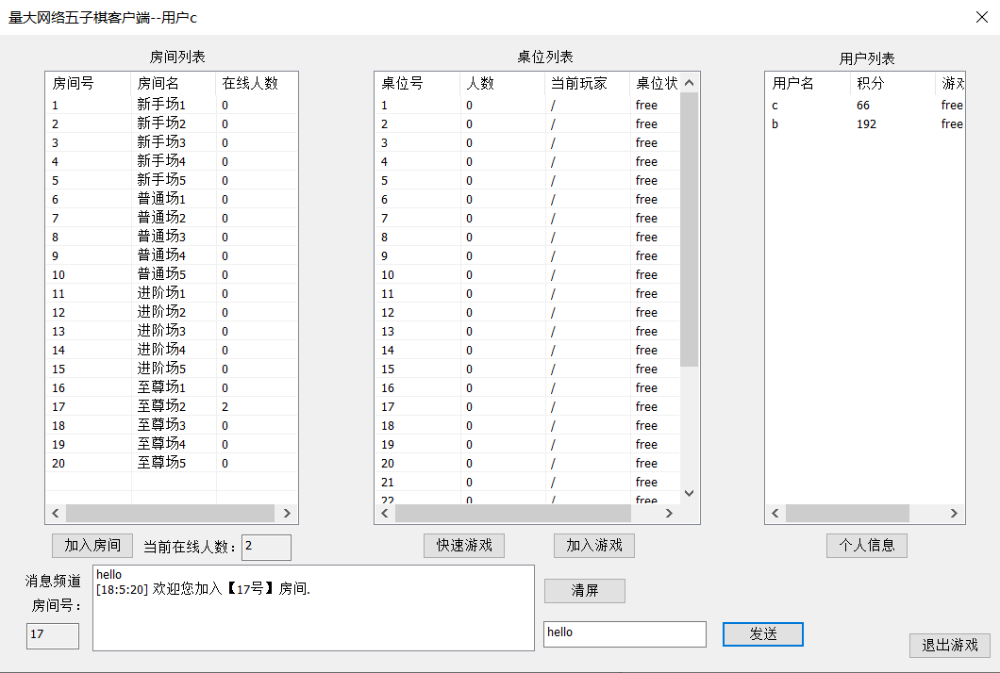 量大网络五子棋客户端--用户c
房间列表
房间号 房间名 在线人数
1 新手场1 0
2 新手场2 0
3 新手场3 0
4 新手场4 0
5 新手场5 0
6 普通场1 0
7 普通场2 0
8 普通场3 0
9 普通场4 0
10 普通场5 0
11 进阶场1 0
12 进阶场2 0
13 进阶场3 0
14 进阶场4 0
15 进阶场5 0
16 至尊场1 0
17 至尊场2 2
18 至尊场3 0
19 至尊场4 0
20 至尊场5 0
桌位列表
桌位号 人数 当前玩家 桌位状
1 0 / free
2 0 / free
3 0 / free
4 0 / free
5 0 / free
6 0 / free
7 0 / free
8 0 / free
9 0 / free
10 0 / free
11 0 / free
12 0 / free
13 0 / free
14 0 / free
15 0 / free
16 0 / free
17 0 / free
18 0 / free
19 0 / free
20 0 / free
21 0 / free
22 0 / free
用户列表
用户名 积分 游戏
c 66 free
b 192 free
加入房间 当前在线人数： 2
快速游戏 加入游戏
个人信息
消息频道
房间号：
17
hello
[18:5:20] 欢迎您加入【17号】房间.
清屏
hello 发送
退出游戏